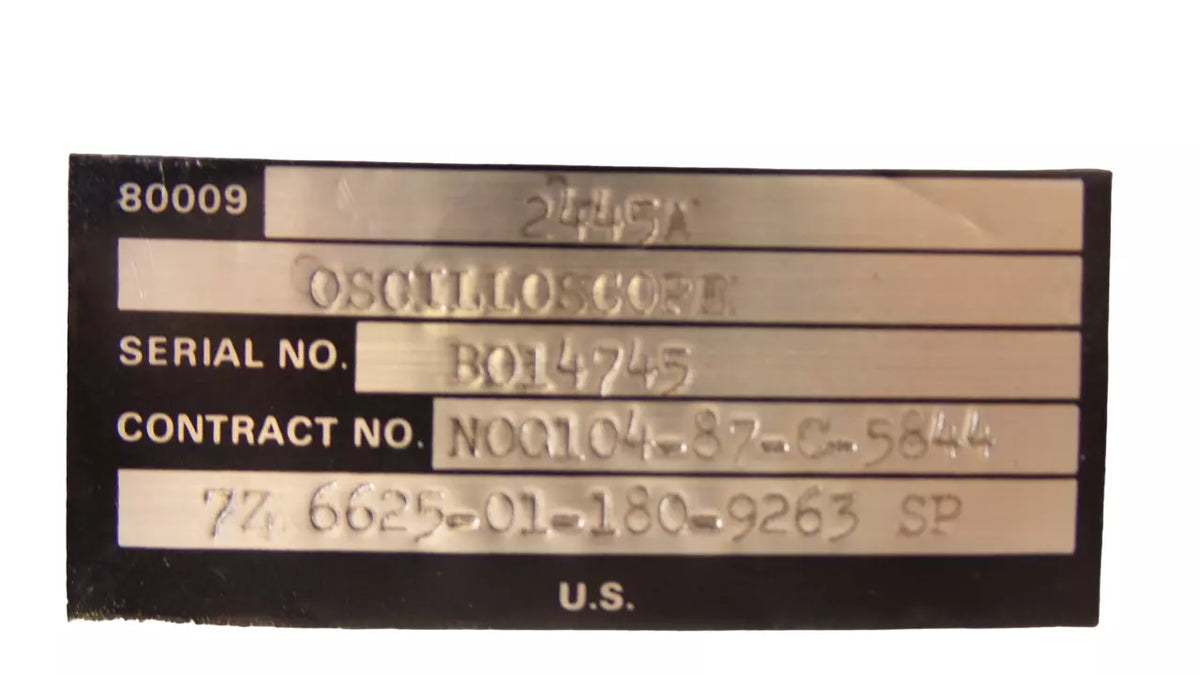 80009 2445A
OSCILLOSCOPE
SERIAL NO. B014745
CONTRACT NO. N00104-87-C-5844
7Z 6625-01-180-9263 SP
U.S.